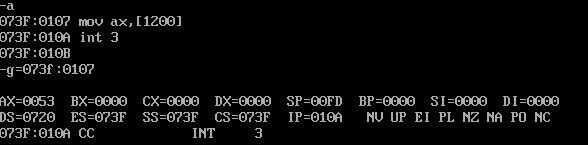 -a
073F:0107 mov ax,[1200]
073F:010A int 3
073F:010B
-g=073f:0107
AX=0053  BX=0000  CX=0000  DX=0000  SP=00FD  BP=0000  SI=0000  DI=0000
DS=0720  ES=073F  SS=073F  CS=073F  IP=010A   NV UP EI PL NZ NA PO NC
073F:010A CC            INT     3